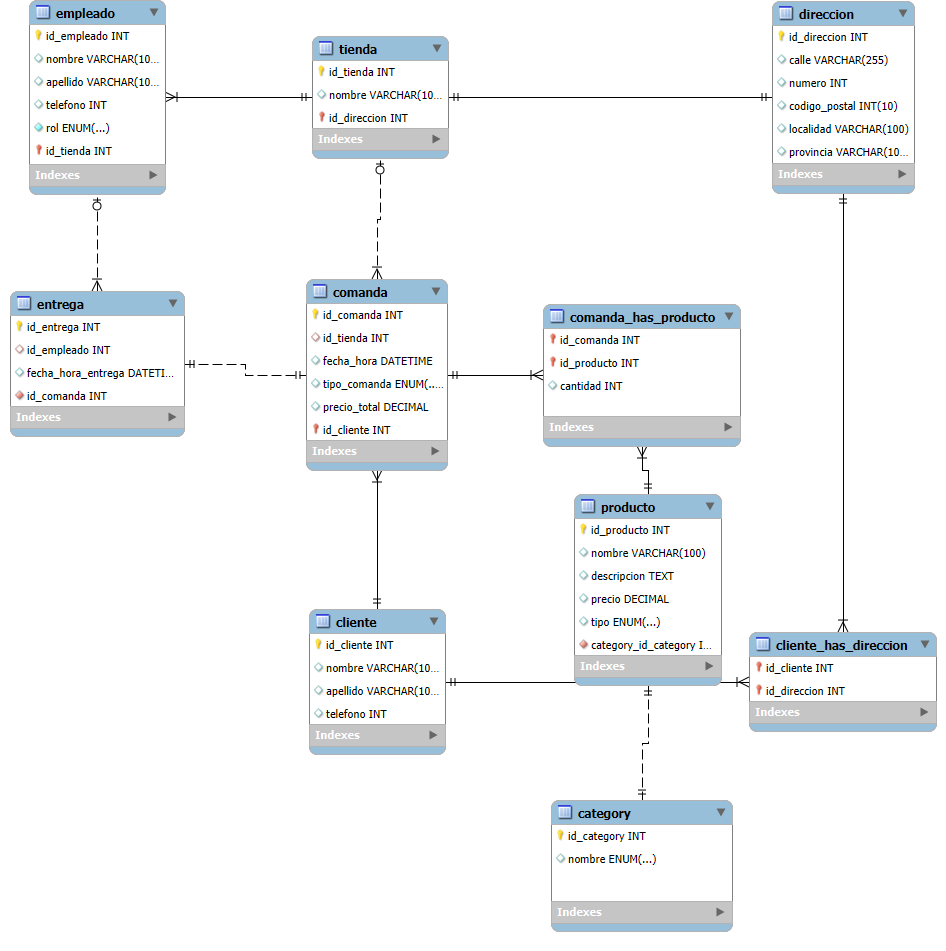 empleado
id_empleado INT
nombre VARCHAR(10...
apellido VARCHAR(10...
telefono INT
rol ENUM(...)
id_tienda INT
Indexes
tienda
id_tienda INT
nombre VARCHAR(10...
id_direccion INT
Indexes
direccion
id_direccion INT
calle VARCHAR(255)
numero INT
codigo_postal INT(10)
localidad VARCHAR(100)
provincia VARCHAR(10...
Indexes
entrega
id_entrega INT
id_empleado INT
fecha_hora_entrega DATETI...
id_comanda INT
Indexes
comanda
id_comanda INT
id_tienda INT
fecha_hora DATETIME
tipo_comanda ENUM(...
precio_total DECIMAL
id_cliente INT
Indexes
comanda_has_producto
id_comanda INT
id_producto INT
cantidad INT
Indexes
producto
id_producto INT
nombre VARCHAR(100)
descripcion TEXT
precio DECIMAL
tipo ENUM(...)
category_id_category I...
Indexes
cliente
id_cliente INT
nombre VARCHAR(10...
apellido VARCHAR(10...
telefono INT
Indexes
cliente_has_direccion
id_cliente INT
id_direccion INT
Indexes
category
id_category INT
nombre ENUM(...)
Indexes